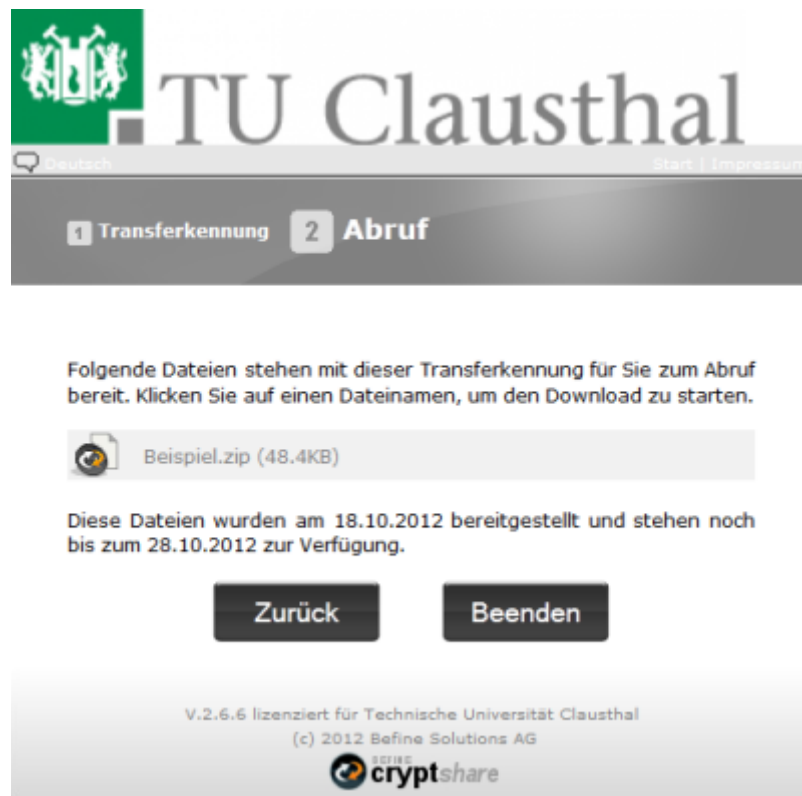 TU Clausthal
Deutsch Start | Impressum
1 Transferkennung 2 Abruf
Folgende Dateien stehen mit dieser Transferkennung für Sie zum Abruf
bereit. Klicken Sie auf einen Dateinamen, um den Download zu starten.
Beispiel.zip (48.4KB)
Diese Dateien wurden am 18.10.2012 bereitgestellt und stehen noch
bis zum 28.10.2012 zur Verfügung.
Zurück Beenden
V.2.6.6 lizenziert für Technische Universität Clausthal
(c) 2012 Befine Solutions AG
BEFINE
cryptshare